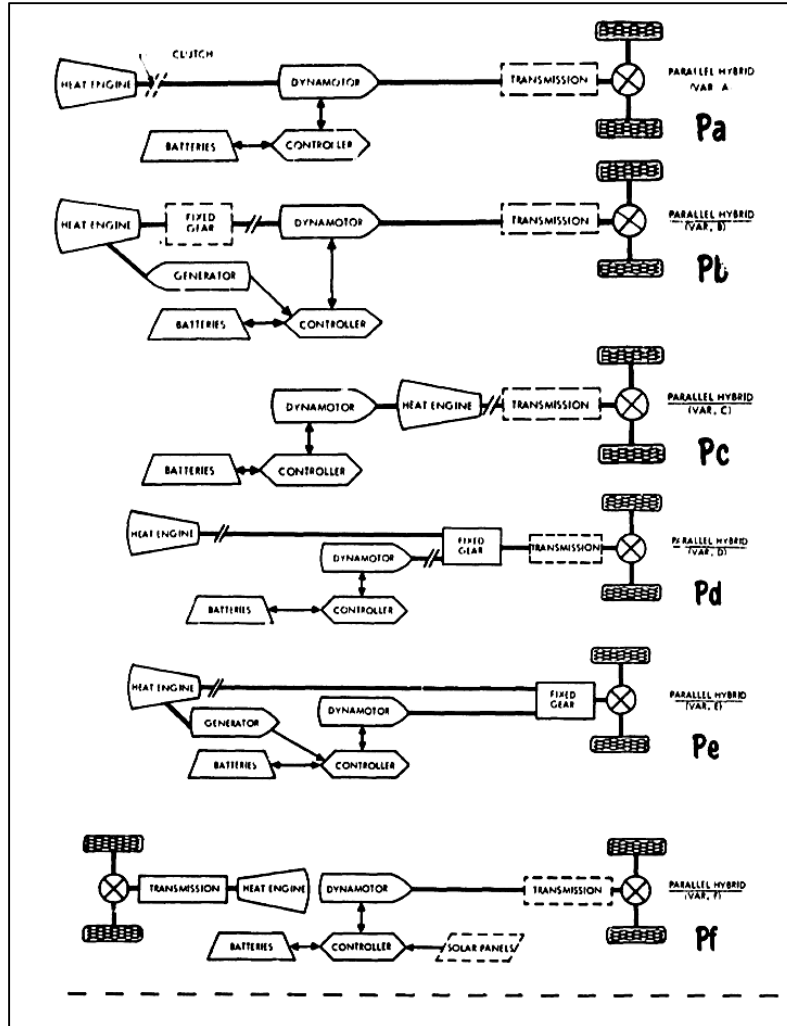 CLUTCH
HEAT ENGINE
DYNAMOTOR
TRANSMISSION
PARALLEL HYBRID
(VAR. A
Pa
BATTERIES
CONTROLLER
HEAT ENGINE
FIXED
GEAR
DYNAMOTOR
TRANSMISSION
PARALLEL HYBRID
(VAR, B)
Pb
GENERATOR
BATTERIES
CONTROLLER
DYNAMOTOR
HEAT ENGINE
TRANSMISSION
PARALLEL HYBRID
(VAR, C)
Pc
BATTERIES
CONTROLLER
HEAT ENGINE
FIXED
GEAR
TRANSMISSION
PARALLEL HYBRID
(VAR, D)
Pd
DYNAMOTOR
BATTERIES
CONTROLLER
HEAT ENGINE
FIXED
GEAR
PARALLEL HYBRID
(VAR, E)
Pe
GENERATOR
DYNAMOTOR
BATTERIES
CONTROLLER
TRANSMISSION
HEAT ENGINE
DYNAMOTOR
TRANSMISSION
PARALLEL HYBRID
(VAR, F)
Pf
BATTERIES
CONTROLLER
SOLAR PANELS